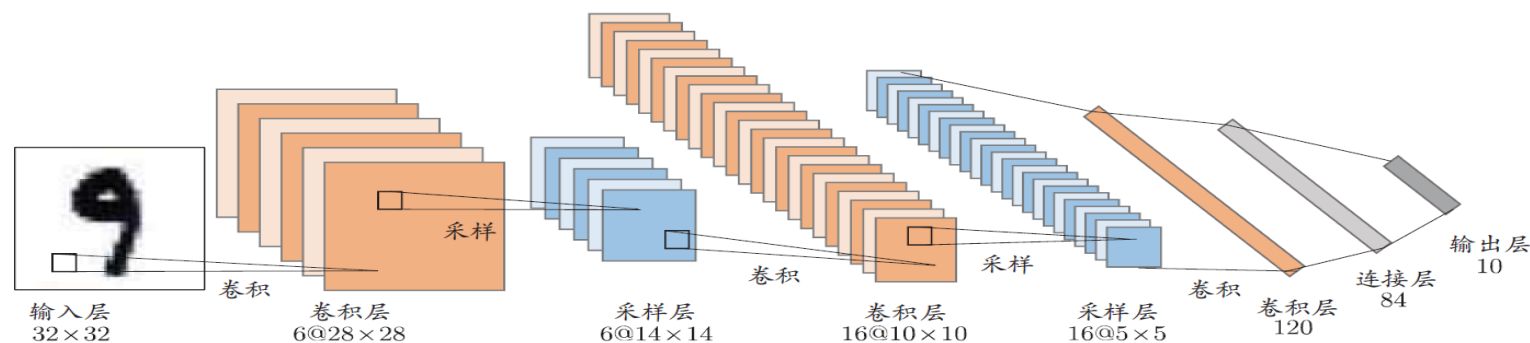 卷积
采样
卷积
采样
卷积
输入层
32×32
卷积层
6@28×28
采样层
6@14×14
卷积层
16@10×10
采样层
16@5×5
卷积层
120
连接层
84
输出层
10